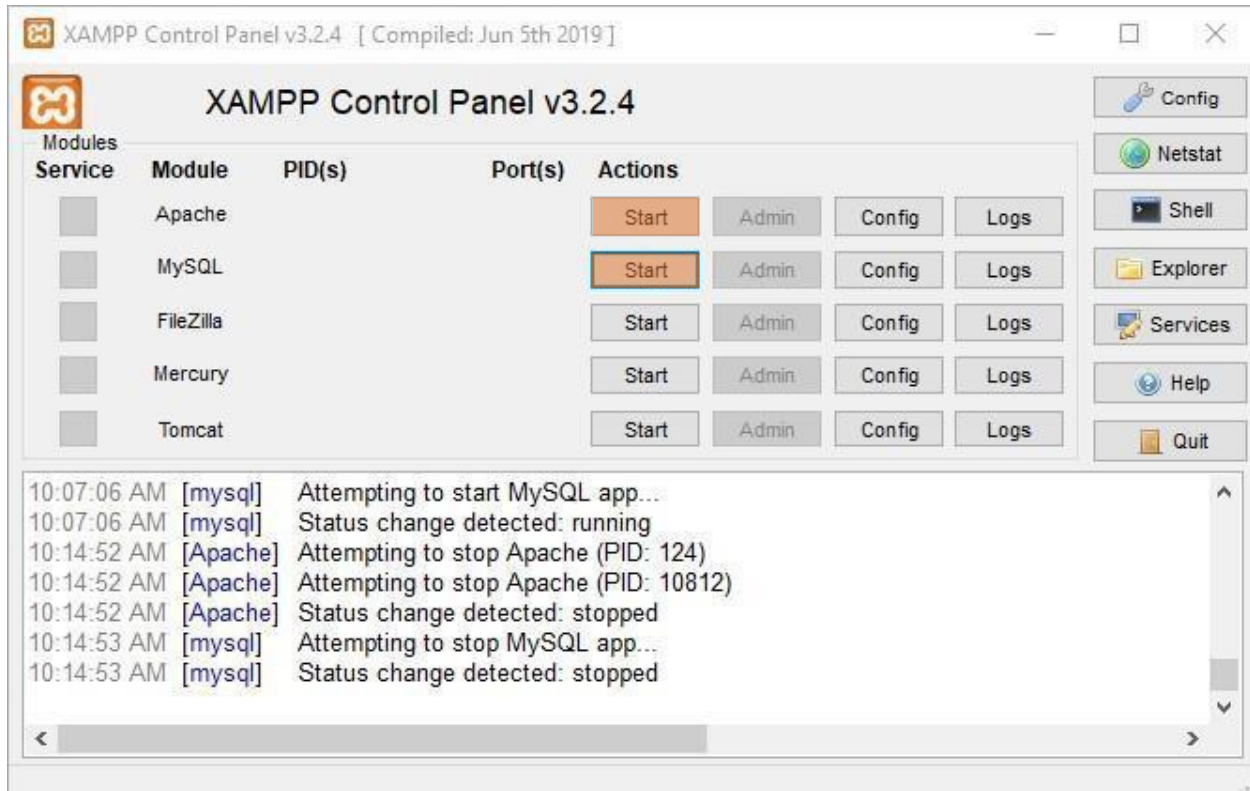 XAMPP Control Panel v3.2.4 [ Compiled: Jun 5th 2019 ]
XAMPP Control Panel v3.2.4
Config
Modules
Service Module PID(s) Port(s) Actions
Netstat
Apache Start Admin Config Logs
Shell
MySQL Start Admin Config Logs
Explorer
FileZilla Start Admin Config Logs
Services
Mercury Start Admin Config Logs
Help
Tomcat Start Admin Config Logs
Quit
10:07:06 AM [mysql] Attempting to start MySQL app...
10:07:06 AM [mysql] Status change detected: running
10:14:52 AM [Apache] Attempting to stop Apache (PID: 124)
10:14:52 AM [Apache] Attempting to stop Apache (PID: 10812)
10:14:52 AM [Apache] Status change detected: stopped
10:14:53 AM [mysql] Attempting to stop MySQL app...
10:14:53 AM [mysql] Status change detected: stopped